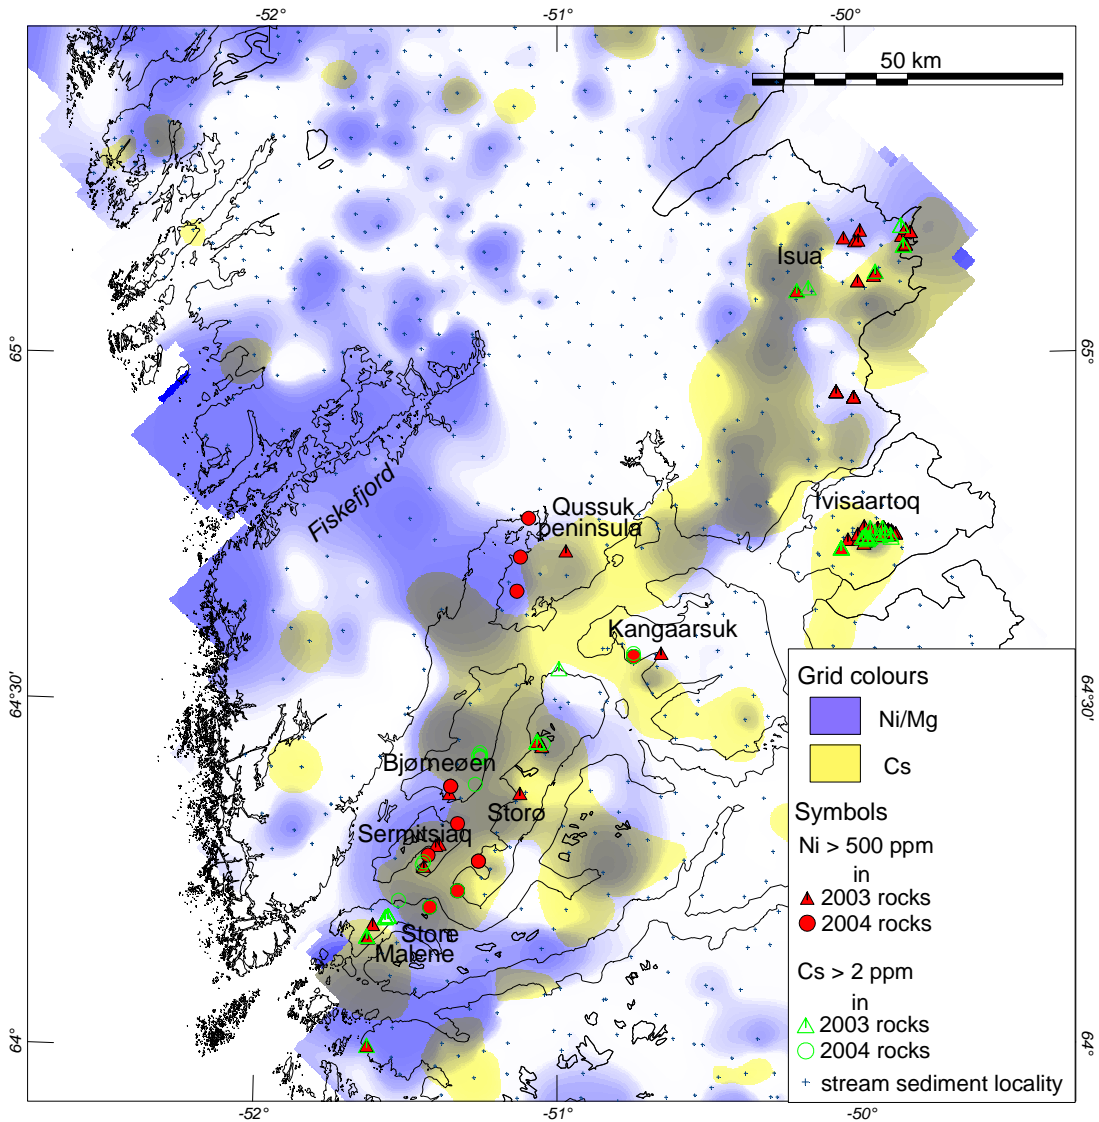 -52°
-51°
-50°
50 km
Isua
65°
65°
Ivisaartoq
Qussuk
peninsula
Fiskefjord
Kangaarsuk
64°30'
64°30'
Bjørneøen
Storø
Sermitsiaq
Store
Malene
64°
64°
Grid colours
Ni/Mg
Cs
Symbols
Ni > 500 ppm
in
2003 rocks
2004 rocks
Cs > 2 ppm
in
2003 rocks
2004 rocks
stream sediment locality
-52°
-51°
-50°